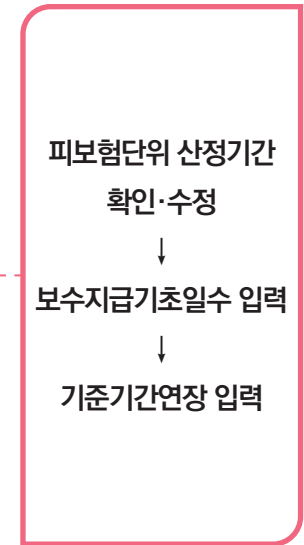 피보험단위 산정기간
확인·수정
↓
보수지급기초일수 입력
↓
기준기간연장 입력